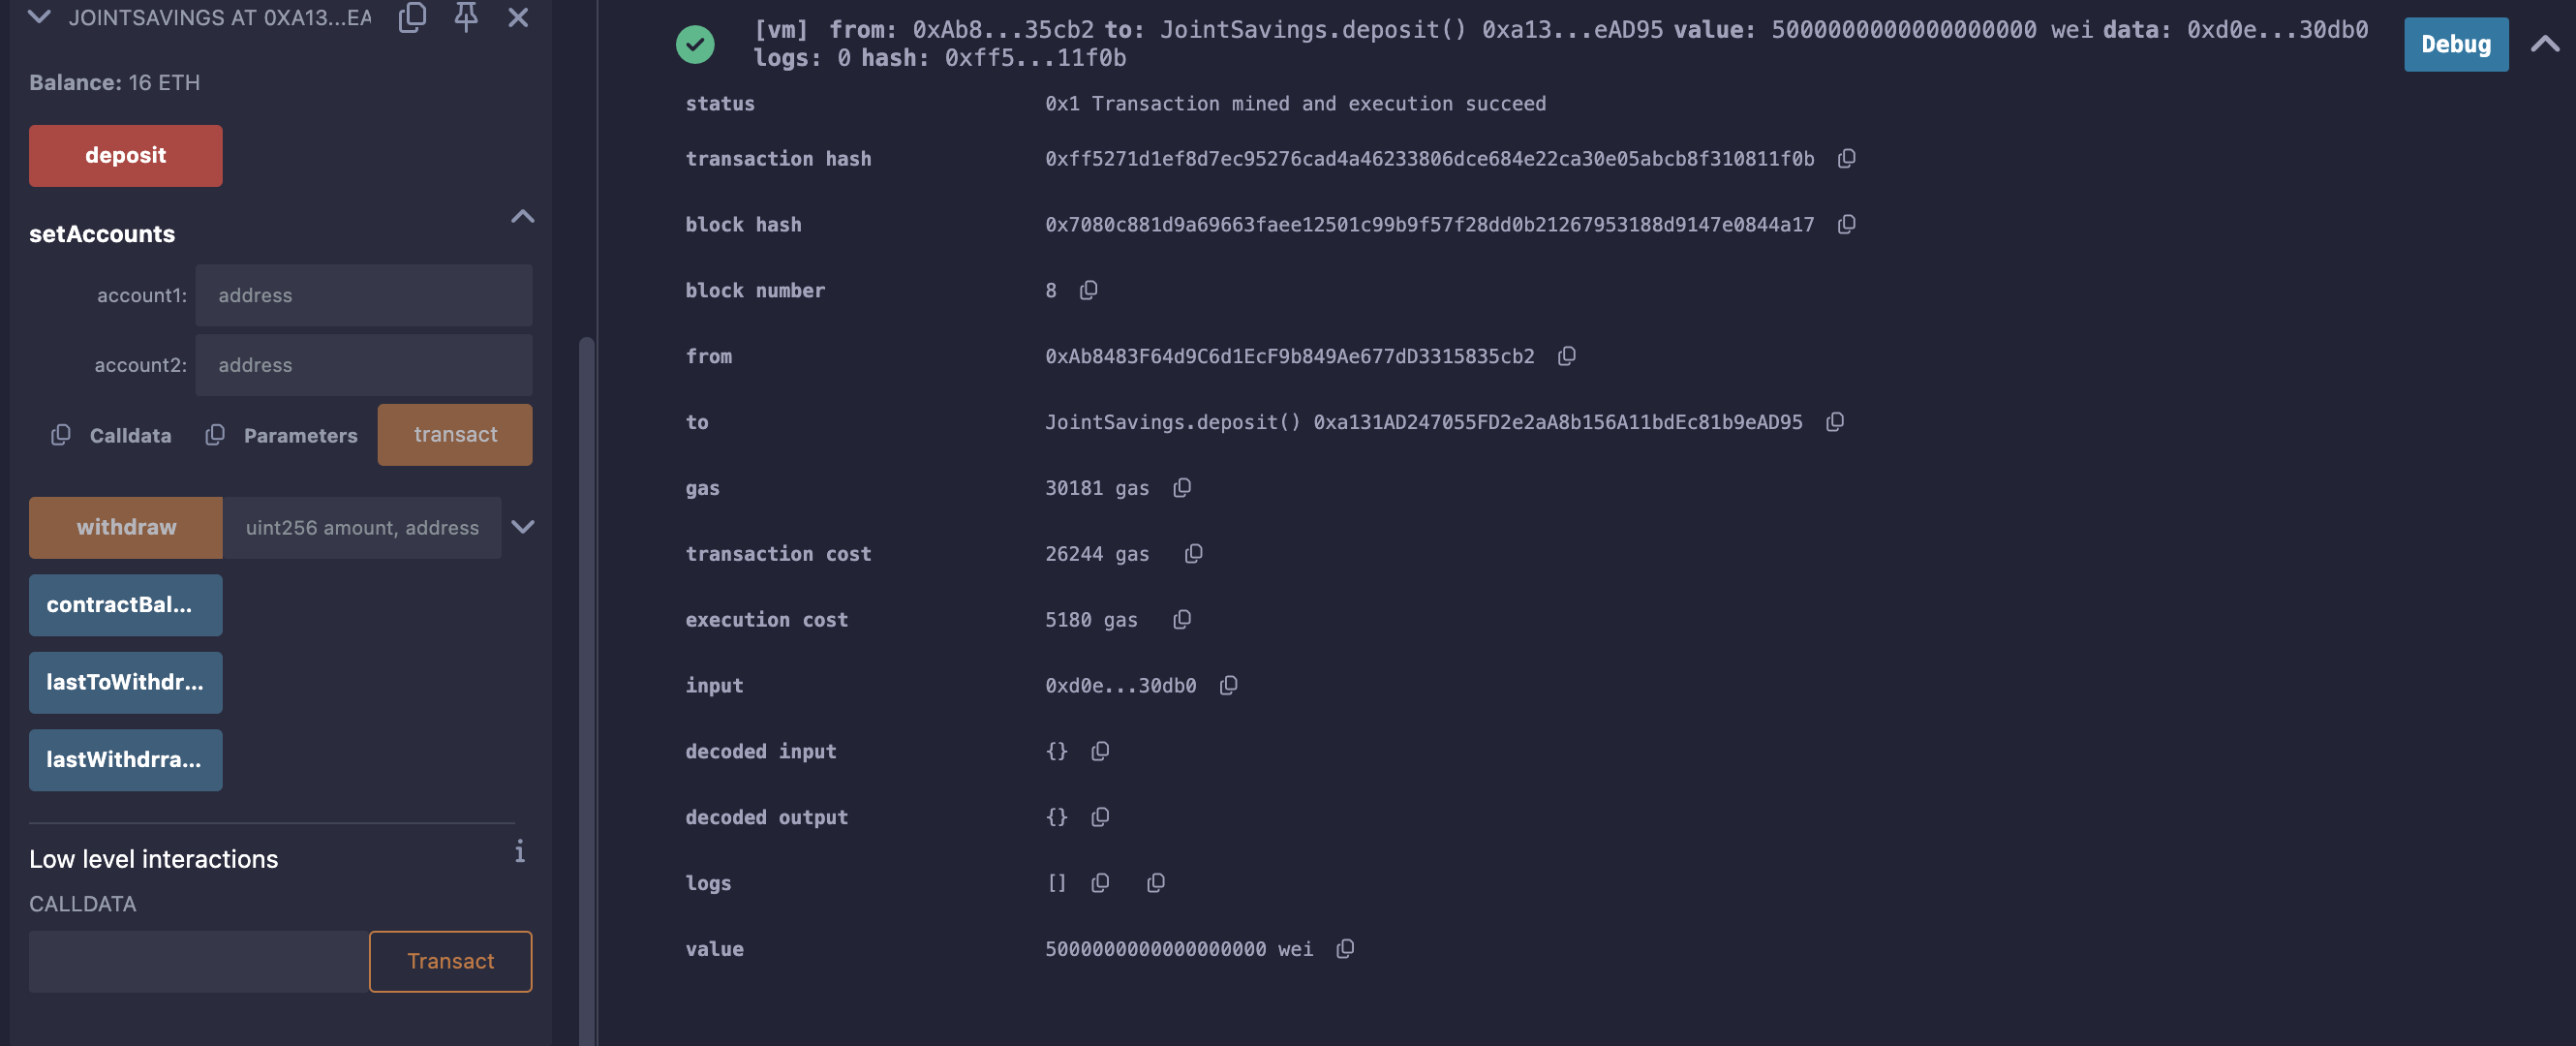 JOINTSAVINGS AT 0XA13...EA
Balance: 16 ETH
deposit
setAccounts
account1: address
account2: address
Calldata Parameters transact
withdraw uint256 amount, address
contractBal...
lastToWithdr...
lastWithdrra...
Low level interactions i
CALLDATA
Transact
[vm] from: 0xAb8...35cb2 to: JointSavings.deposit() 0xa13...eAD95 value: 5000000000000000000 wei data: 0xd0e...30db0
logs: 0 hash: 0xff5...11f0b
Debug
status 0x1 Transaction mined and execution succeed
transaction hash 0xff5271d1ef8d7ec95276cad4a46233806dce684e22ca30e05abcb8f310811f0b
block hash 0x7080c881d9a69663faee12501c99b9f57f28dd0b21267953188d9147e0844a17
block number 8
from 0xAb8483F64d9C6d1EcF9b849Ae677dD3315835cb2
to JointSavings.deposit() 0xa131AD247055FD2e2aA8b156A11bdEc81b9eAD95
gas 30181 gas
transaction cost 26244 gas
execution cost 5180 gas
input 0xd0e...30db0
decoded input {}
decoded output {}
logs []
value 5000000000000000000 wei